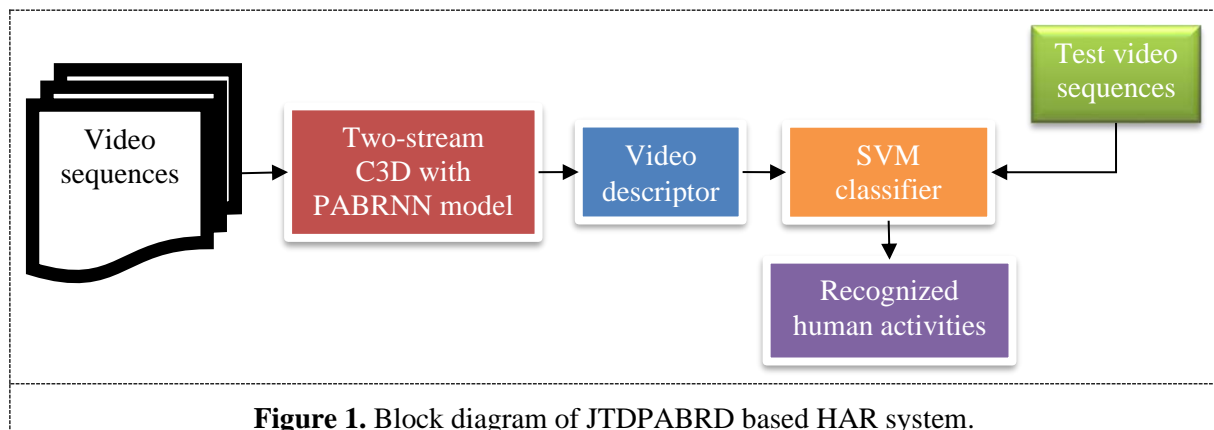 Video
sequences
Two-stream
C3D with
PABRNN model
Video
descriptor
SVM
classifier
Test video
sequences
Recognized
human activities
Figure 1. Block diagram of JTDPABRD based HAR system.